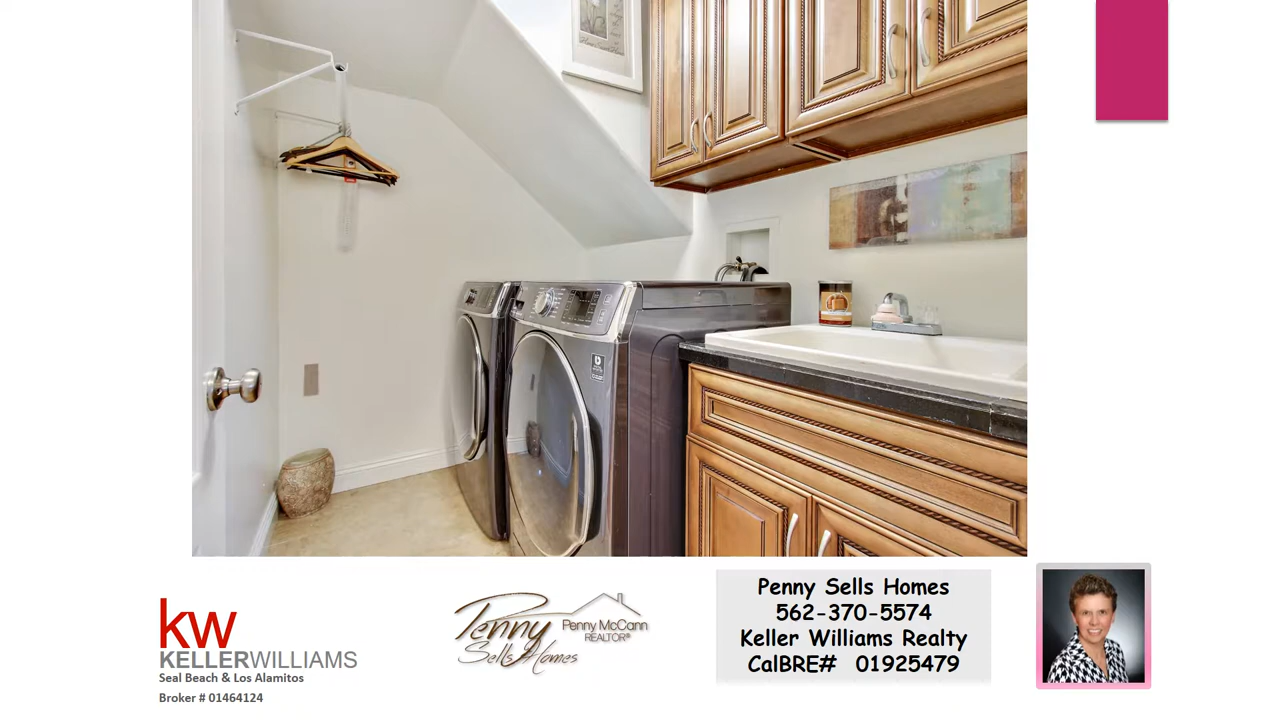 kw
KELLERWILLIAMS
Seal Beach & Los Alamitos
Broker # 01464124
Penny
Sells Homes
Penny McCann
REALTOR®
Penny Sells Homes
562-370-5574
Keller Williams Realty
CalBRE# 01925479